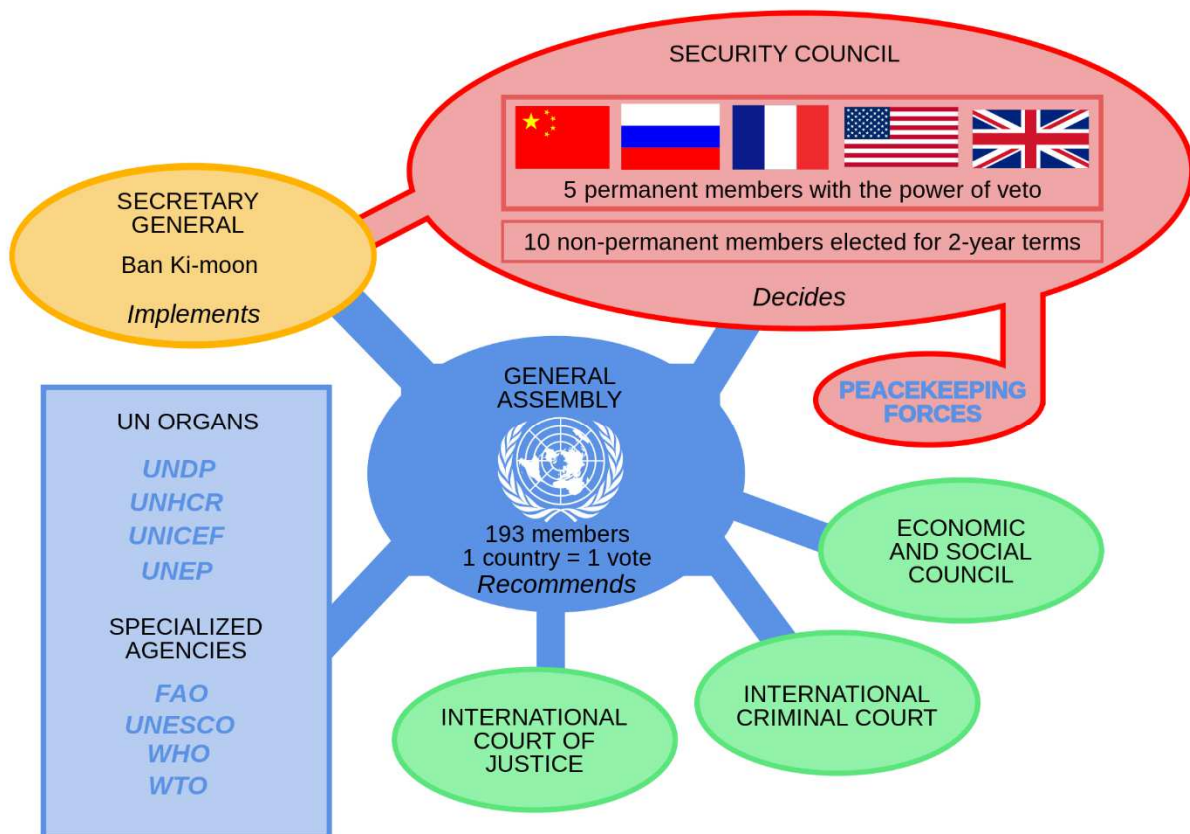 SECURITY COUNCIL
5 permanent members with the power of veto
10 non-permanent members elected for 2-year terms
Decides
SECRETARY
GENERAL
Ban Ki-moon
Implements
PEACEKEEPING
FORCES
GENERAL
ASSEMBLY
193 members
1 country = 1 vote
Recommends
UN ORGANS
UNDP
UNHCR
UNICEF
UNEP
SPECIALIZED
AGENCIES
FAO
UNESCO
WHO
WTO
ECONOMIC
AND SOCIAL
COUNCIL
INTERNATIONAL
CRIMINAL COURT
INTERNATIONAL
COURT OF
JUSTICE